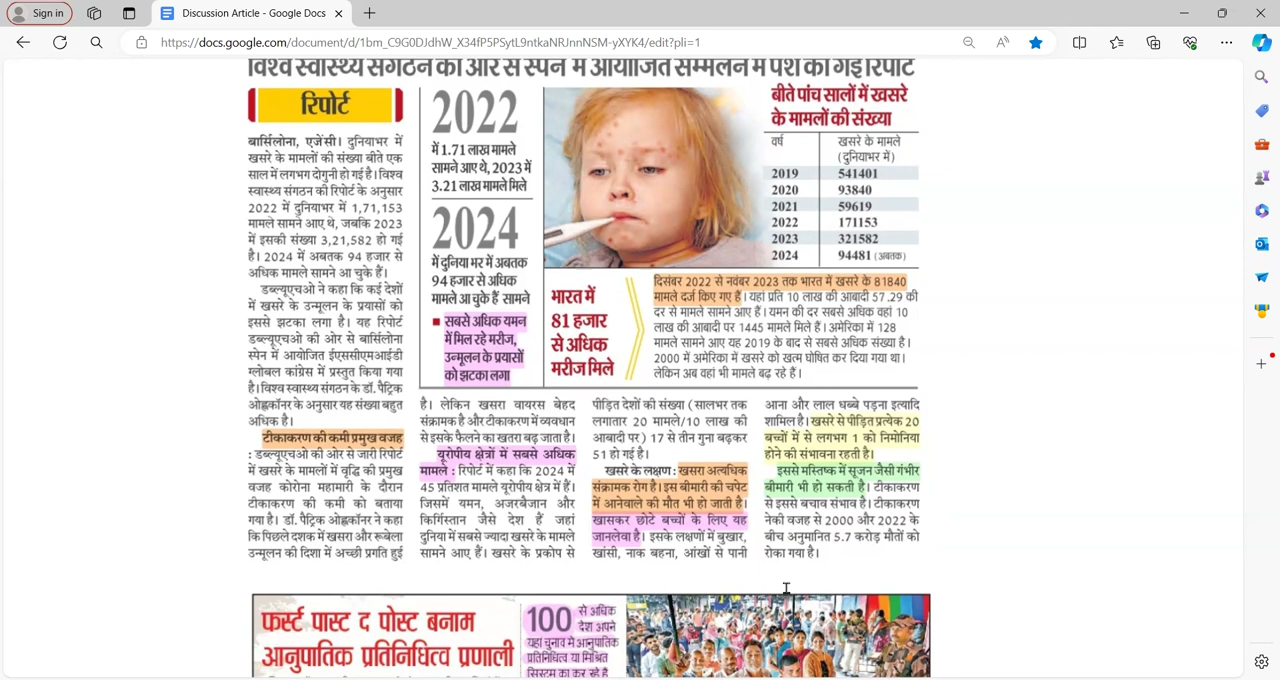 Sign in
Discussion Article - Google Docs
https://docs.google.com/document/d/1bm_C9G0DJdhW_X34fP5PSytL9ntkaNRJnnNSM-yXYK4/edit?pli=1
विश्व स्वास्थ्य संगठन की ओर से स्पेन में आयोजित सम्मेलन में पेश की गई रिपोर्ट
रिपोर्ट
बार्सिलोना, एजेंसी। दुनियाभर में
खसरे के मामलों की संख्या बीते एक
साल में लगभग दोगुनी हो गई है। विश्व
स्वास्थ्य संगठन की रिपोर्ट के अनुसार
2022 में दुनियाभर में 1,71,153
मामले सामने आए थे, जबकि 2023
में इसकी संख्या 3,21,582 हो गई
है। 2024 में अबतक 94 हजार से
अधिक मामले सामने आ चुके हैं।
डब्ल्यूएचओ ने कहा कि कई देशों
में खसरे के उन्मूलन के प्रयासों को
इससे झटका लगा है। यह रिपोर्ट
डब्ल्यूएचओ की ओर से बार्सिलोना
स्पेन में आयोजित ईएससीएमआईडी
ग्लोबल कांग्रेस में प्रस्तुत किया गया
है। विश्व स्वास्थ्य संगठन के डॉ. पैट्रिक
ओह्वकॉनर के अनुसार यह संख्या बहुत
अधिक है।
टीकाकरण की कमी प्रमुख वजह
: डब्ल्यूएचओ की ओर से जारी रिपोर्ट
में खसरे के मामलों में वृद्धि की प्रमुख
वजह कोरोना महामारी के दौरान
टीकाकरण की कमी को बताया
गया है। डॉ. पैट्रिक ओह्वकॉनर ने कहा
कि पिछले दशक में खसरा और रूबेला
उन्मूलन की दिशा में अच्छी प्रगति हुई
2022
में 1.71 लाख मामले
सामने आए थे, 2023 में
3.21 लाख मामले मिले
2024
में दुनिया भर में अबतक
94 हजार से अधिक
मामले आ चुके हैं सामने
■ सबसे अधिक यमन
में मिल रहे मरीज,
उन्मूलन के प्रयासों
को झटका लगा
बीते पांच सालों में खसरे
के मामलों की संख्या
वर्ष खसरे के मामले
(दुनियाभर में)
2019 541401
2020 93840
2021 59619
2022 171153
2023 321582
2024 94481 (अबतक)
भारत में
81 हजार
से अधिक
मरीज मिले
दिसंबर 2022 से नवंबर 2023 तक भारत में खसरे के 81840
मामले दर्ज किए गए हैं। यहां प्रति 10 लाख की आबादी 57.29 की
दर से मामले सामने आए हैं। यमन की दर सबसे अधिक वहां 10
लाख की आबादी पर 1445 मामले मिले हैं। अमेरिका में 128
मामले सामने आए यह 2019 के बाद से सबसे अधिक संख्या है।
2000 में अमेरिका में खसरे को खत्म घोषित कर दिया गया था।
लेकिन अब वहां भी मामले बढ़ रहे हैं।
है। लेकिन खसरा वायरस बेहद
संक्रामक है और टीकाकरण में व्यवधान
से इसके फैलने का खतरा बढ़ जाता है।
यूरोपीय क्षेत्रों में सबसे अधिक
मामले : रिपोर्ट में कहा कि 2024 में
45 प्रतिशत मामले यूरोपीय क्षेत्र में हैं।
जिसमें यमन, अजरबैजान और
किर्गिस्तान जैसे देश हैं जहां
दुनिया में सबसे ज्यादा खसरे के मामले
सामने आए हैं। खसरे के प्रकोप से
पीड़ित देशों की संख्या (सालभर तक
लगातार 20 मामले/10 लाख की
आबादी पर) 17 से तीन गुना बढ़कर
51 हो गई है।
खसरे के लक्षण : खसरा अत्यधिक
संक्रामक रोग है। इस बीमारी की चपेट
में आनेवाले की मौत भी हो जाती है।
खासकर छोटे बच्चों के लिए यह
जानलेवा है। इसके लक्षणों में बुखार,
खांसी, नाक बहना, आंखों से पानी
आना और लाल धब्बे पड़ना इत्यादि
शामिल है। खसरे से पीड़ित प्रत्येक 20
बच्चों में से लगभग 1 को निमोनिया
होने की संभावना रहती है।
इससे मस्तिष्क में सूजन जैसी गंभीर
बीमारी भी हो सकती है। टीकाकरण
से इससे बचाव संभाव है। टीकाकरण
नेकी वजह से 2000 और 2022 के
बीच अनुमानित 5.7 करोड़ मौतों को
रोका गया है।
फर्स्ट पास्ट द पोस्ट बनाम
आनुपातिक प्रतिनिधित्व प्रणाली
100 से अधिक
देश अपने
यहां चुनाव में आनुपातिक
प्रतिनिधित्व या मिश्रित
सिस्टम का कर रहे हैं